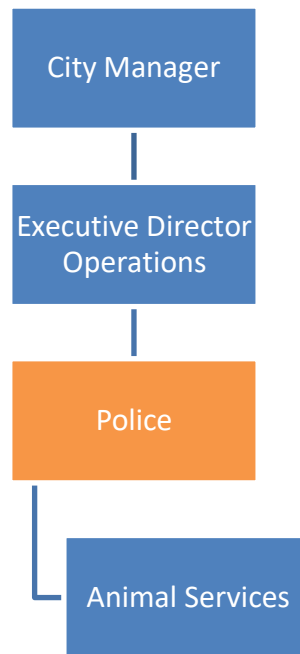 City Manager
Executive Director
Operations
Police
Animal Services